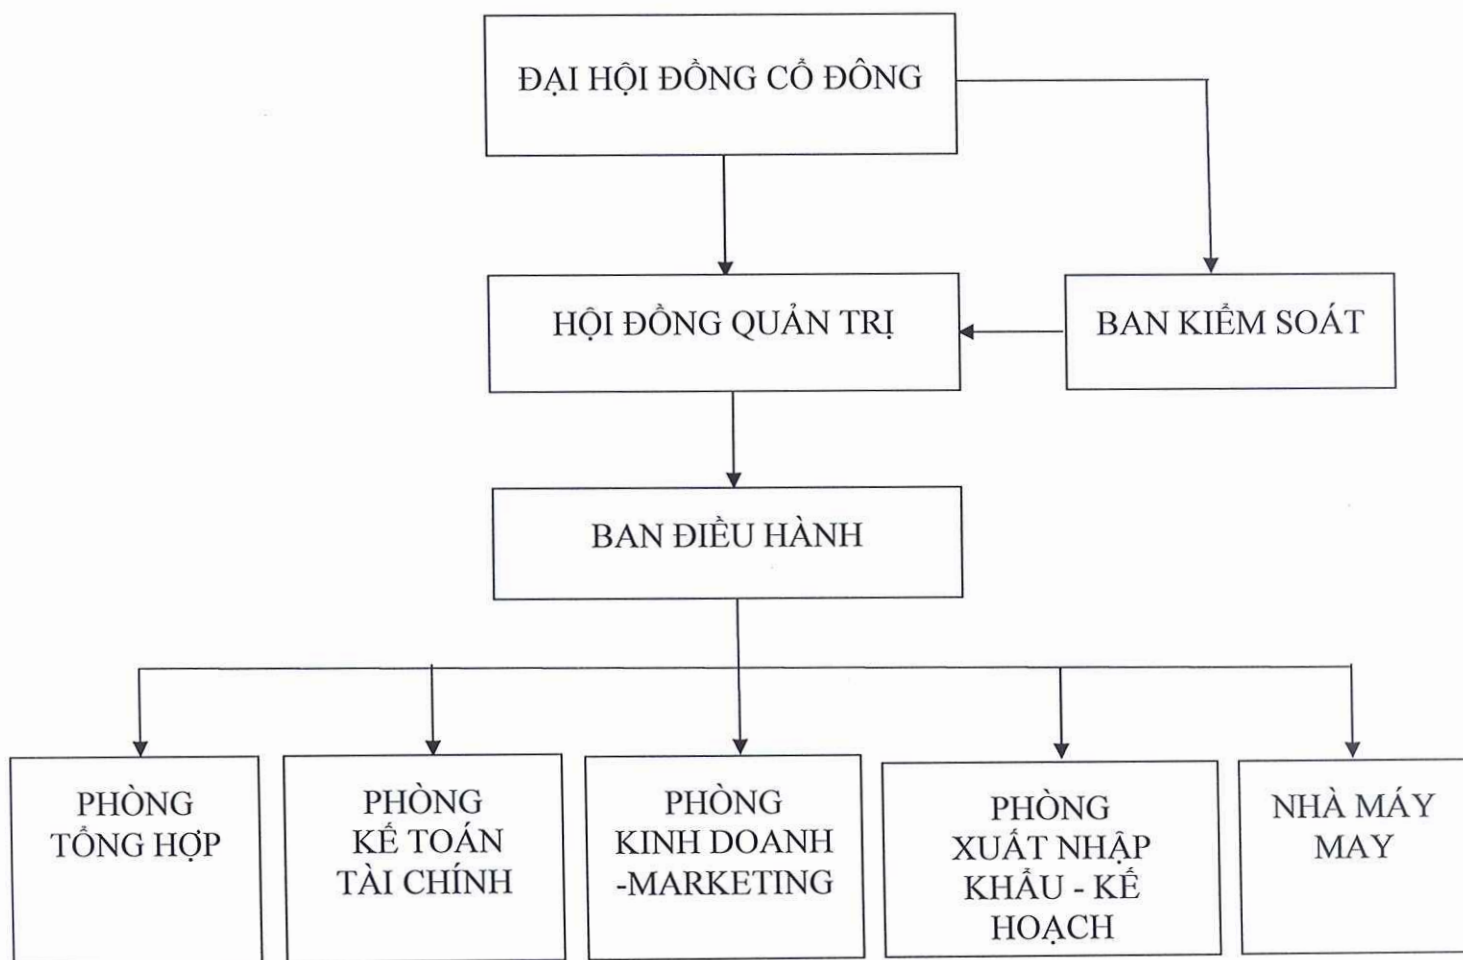 ĐẠI HỘI ĐỒNG CỔ ĐÔNG
HỘI ĐỒNG QUẢN TRỊ
BAN KIỂM SOÁT
BAN ĐIỀU HÀNH
PHÒNG
TỔNG HỢP
PHÒNG
KẾ TOÁN
TÀI CHÍNH
PHÒNG
KINH DOANH
-MARKETING
PHÒNG
XUẤT NHẬP
KHẨU - KẾ
HOẠCH
NHÀ MÁY
MAY